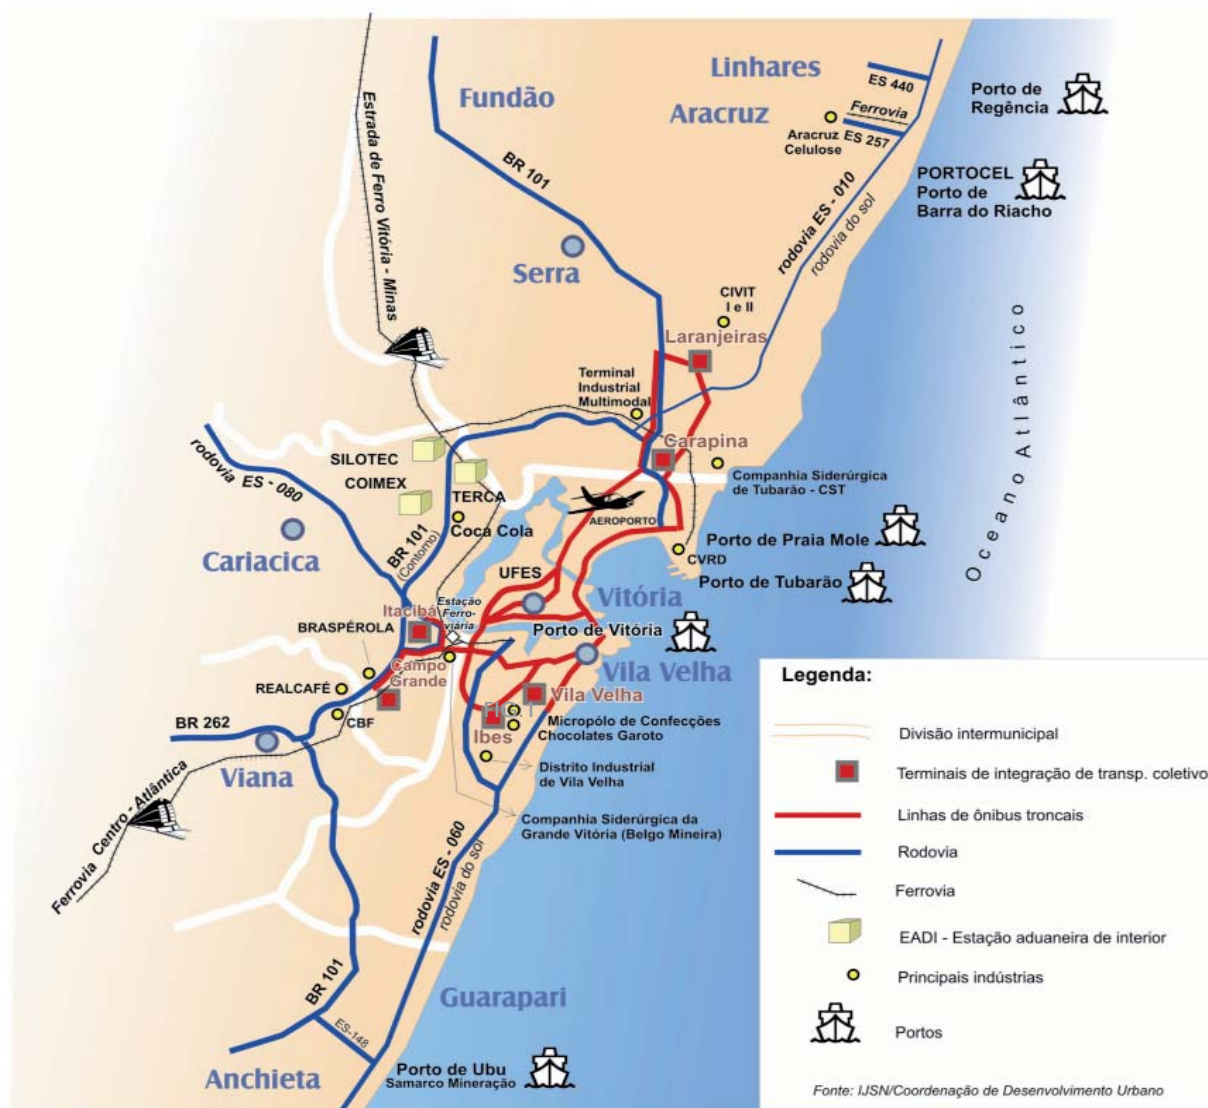 Linhares
Aracruz
Fundão
ES 440
Ferrovia
ES 257
Aracruz
Celulose
Porto de
Regência
PORTOCEL
Porto de
Barra do Riacho
Estrada de Ferro Vitória - Minas
BR 101
rodovia ES - 010
rodovia do sol
Serra
CIVIT
I e II
Laranjeiras
Terminal
Industrial
Multimodal
Carapina
Oceano Atlântico
rodovia ES - 080
SILOTEC
COIMEX
TERCA
Coca Cola
BR 101
(Contorno)
Companhia Siderúrgica
de Tubarão - CST
AEROPORTO
Porto de Praia Mole
CVRD
Porto de Tubarão
Cariacica
UFES
Vitória
Itacibá
Estação
Ferro-
viária
Porto de Vitória
BRASPÉROLA
Campo
Grande
Vila Velha
REALCAFÉ
Vila Velha
CBF
BR 262
Ibes
Micropólo de Confecções
Chocolates Garoto
Viana
Distrito Industrial
de Vila Velha
Ferrovia Centro - Atlântica
Companhia Siderúrgica da
Grande Vitória (Belgo Mineira)
rodovia ES - 060
rodovia do sol
BR 101
Guarapari
ES-148
Anchieta
Porto de Ubu
Samarco Mineração
Legenda:
Divisão intermunicipal
Terminais de integração de transp. coletivo
Linhas de ônibus troncais
Rodovia
Ferrovia
EADI - Estação aduaneira de interior
Principais indústrias
Portos
Fonte: IJSN/Coordenação de Desenvolvimento Urbano